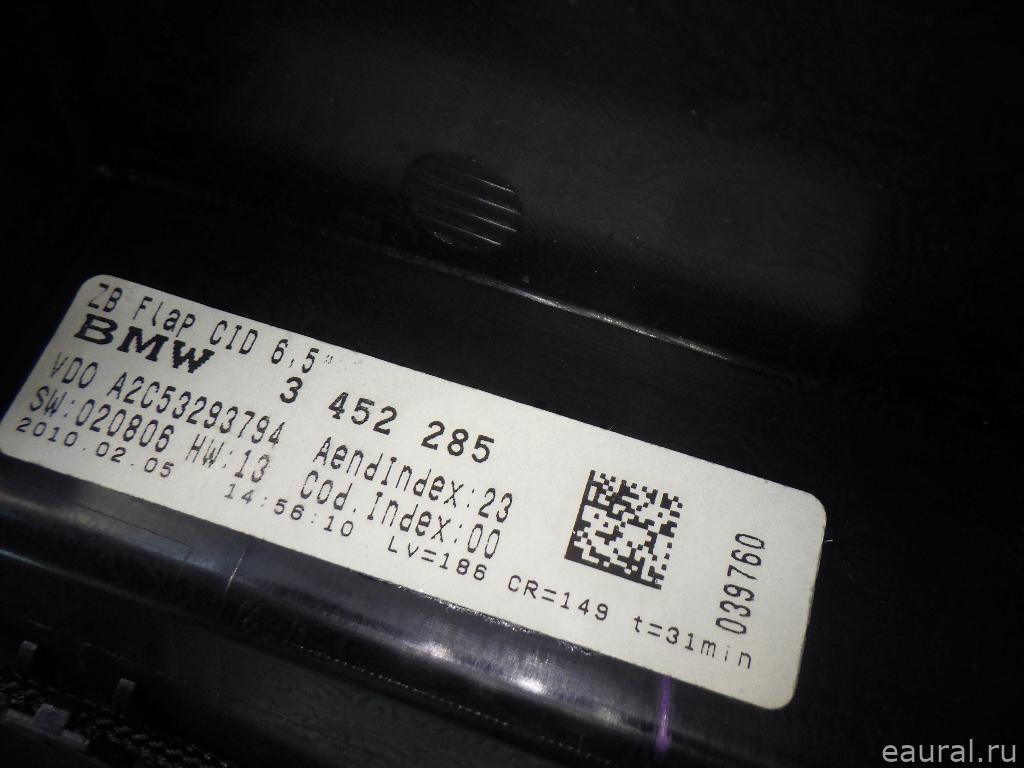 ZB Flap CID 6,5"
BMW 3 452 285
VDO A2C53293794 AendIndex:23
SW:020806 HW:13 Cod.Index:00
2010.02.05 14:56:10 Lv=186 CR=149 t=31min
039760
eaural.ru